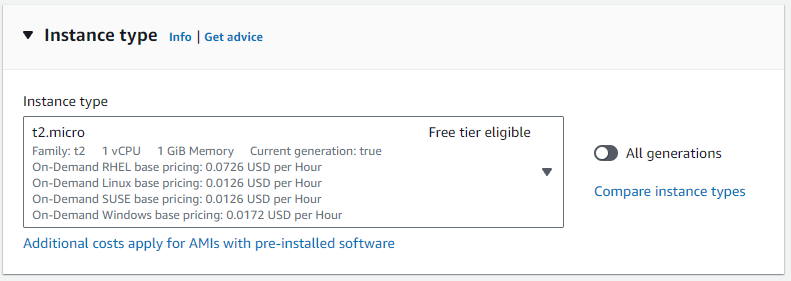 Instance type Info | Get advice
Instance type
t2.micro Free tier eligible
Family: t2 1 vCPU 1 GiB Memory Current generation: true
On-Demand RHEL base pricing: 0.0726 USD per Hour
On-Demand Linux base pricing: 0.0126 USD per Hour
On-Demand SUSE base pricing: 0.0126 USD per Hour
On-Demand Windows base pricing: 0.0172 USD per Hour
All generations
Compare instance types
Additional costs apply for AMIs with pre-installed software